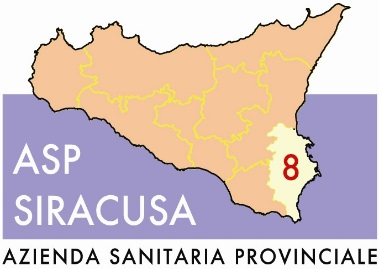 8
ASP
SIRACUSA
AZIENDA SANITARIA PROVINCIALE